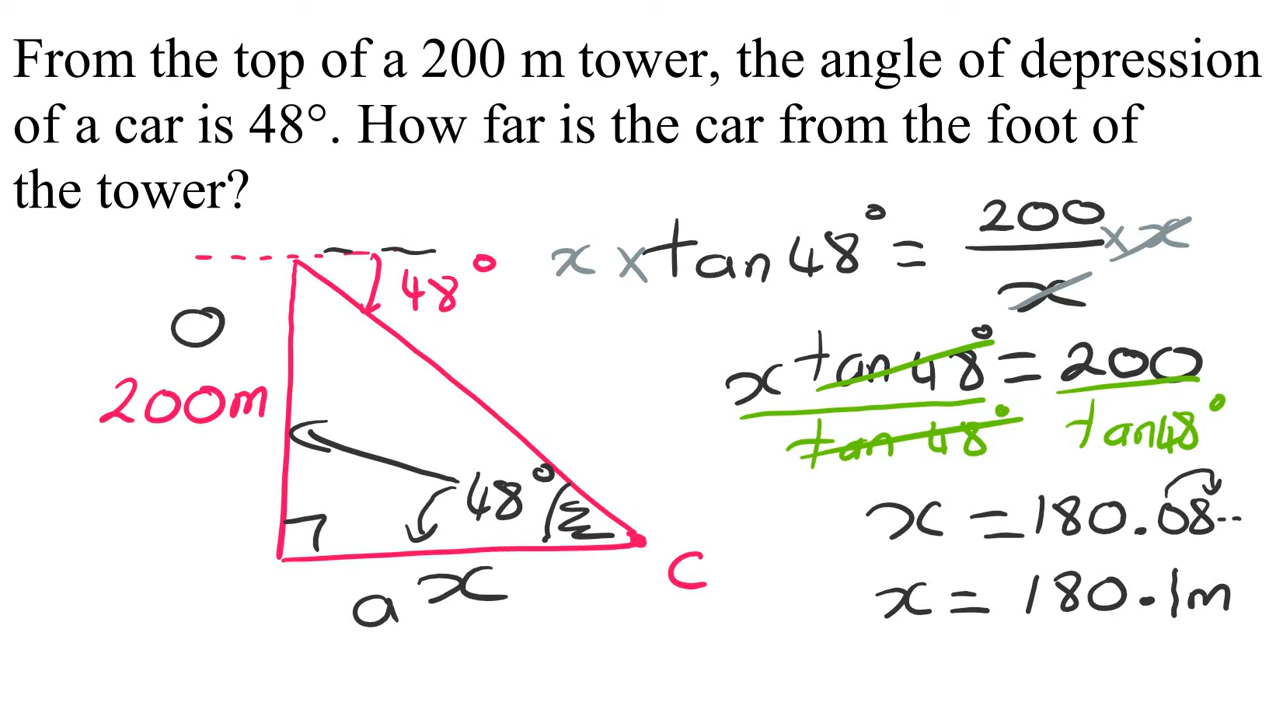 From the top of a 200 m tower, the angle of depression
of a car is 48°. How far is the car from the foot of
the tower?
x × tan 48° = 200/x × x
48°
O
200m
x tan 48° / tan 48° = 200 / tan 48°
48°
x = 180.08..
C
a x
x = 180.1m